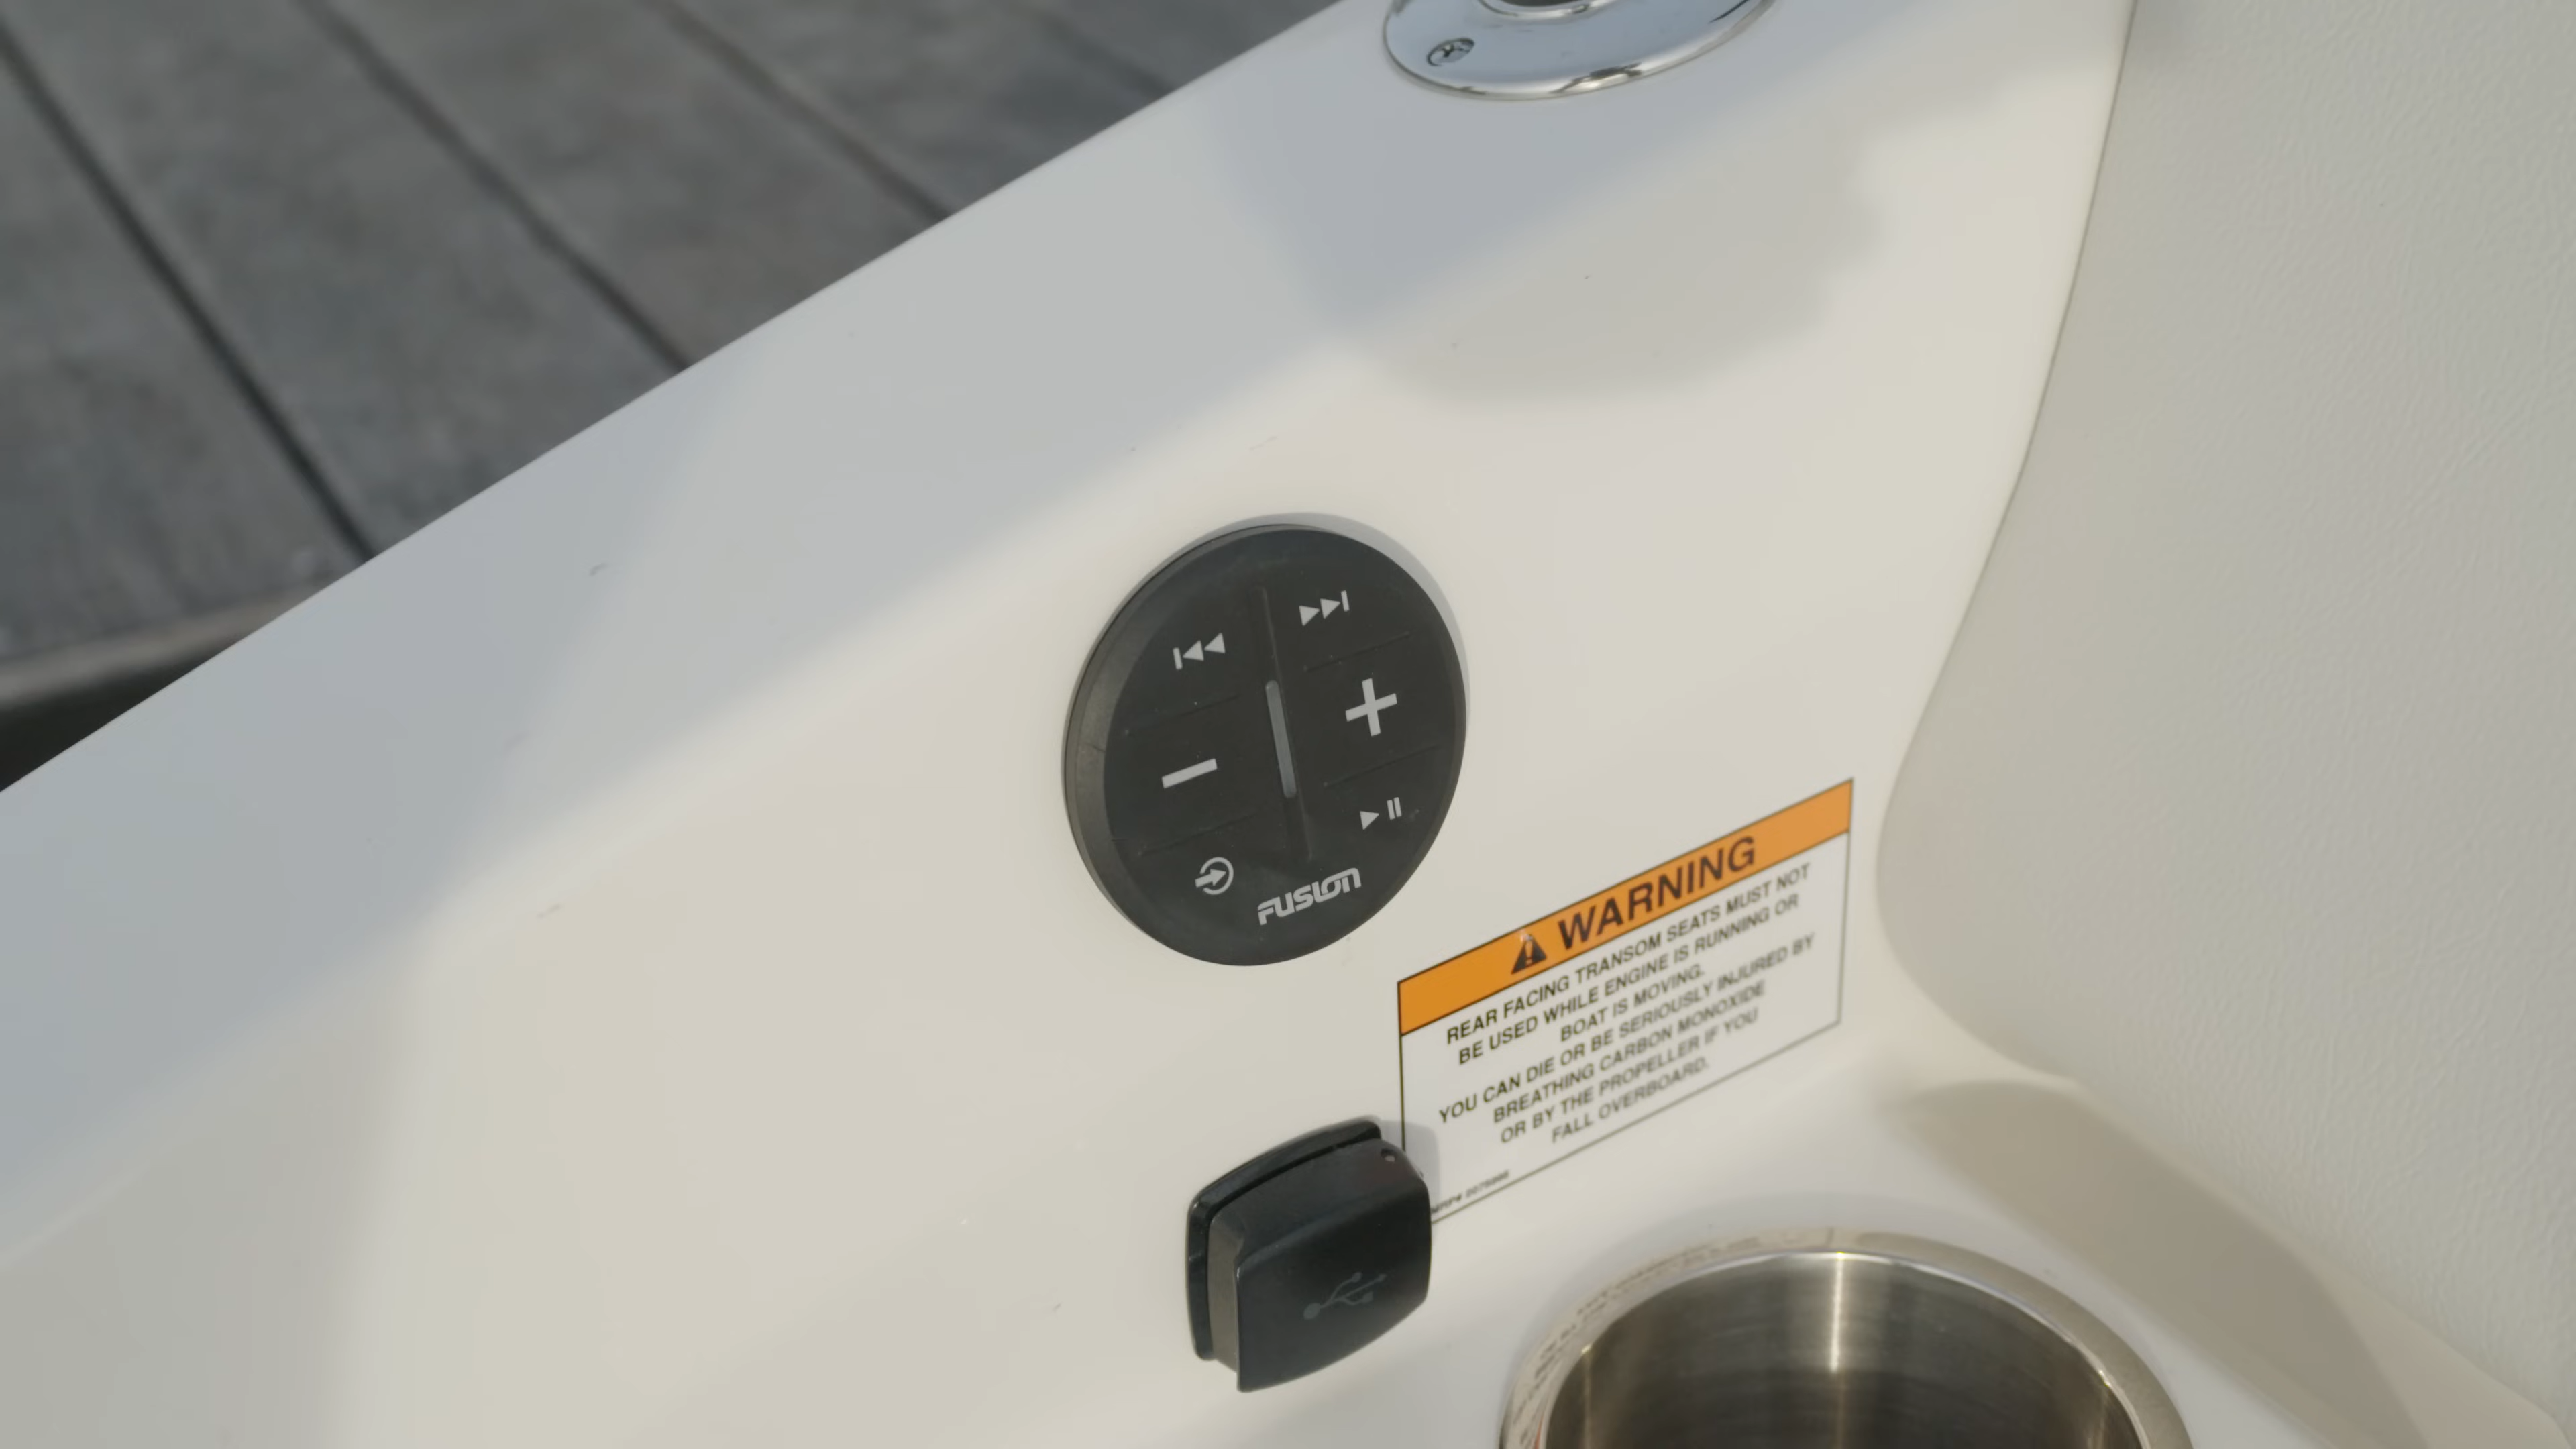 FUSION
WARNING
REAR FACING TRANSOM SEATS MUST NOT
BE USED WHILE ENGINE IS RUNNING OR
BOAT IS MOVING.
YOU CAN DIE OR BE SERIOUSLY INJURED BY
BREATHING CARBON MONOXIDE
OR BY THE PROPELLER IF YOU
FALL OVERBOARD.